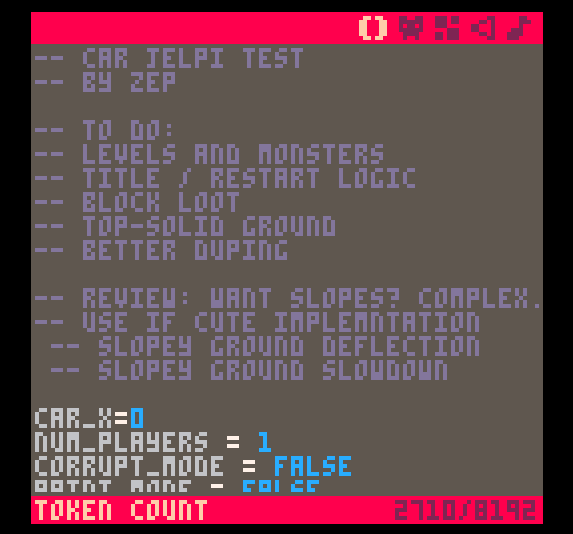 -- CAR JELPI TEST
-- BY ZEP
-- TO DO:
-- LEVELS AND MONSTERS
-- TITLE / RESTART LOGIC
-- BLOCK LOOT
-- TOP-SOLID GROUND
-- BETTER DUPING
-- REVIEW: WANT SLOPES? COMPLEX.
-- USE IF CUTE IMPLEMNTATION
-- SLOPEY GROUND DEFLECTION
-- SLOPEY GROUND SLOWDOWN
CAR_X=0
NUM_PLAYERS = 1
CORRUPT_MODE = FALSE
PAINT_MODE = FALSE
TOKEN COUNT 2710/8192